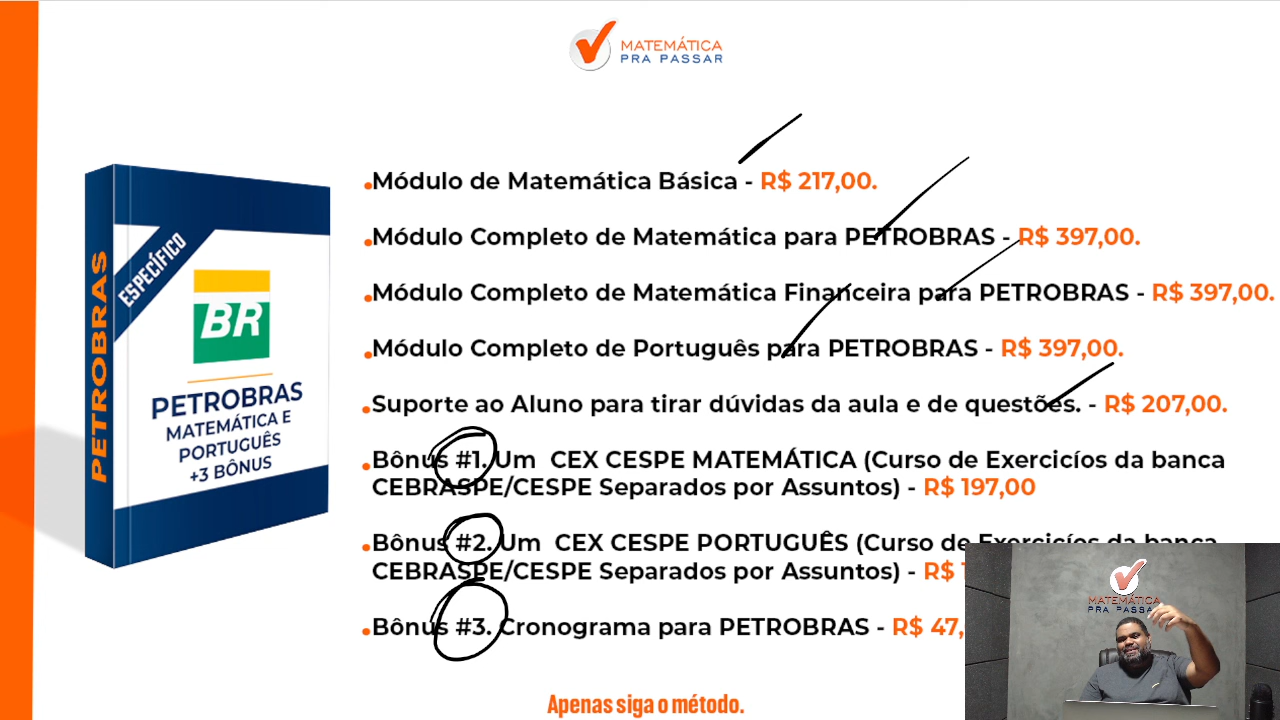 MATEMÁTICA
PRA PASSAR
•Módulo de Matemática Básica - R$ 217,00.
•Módulo Completo de Matemática para PETROBRAS - R$ 397,00.
•Módulo Completo de Matemática Financeira para PETROBRAS - R$ 397,00.
•Módulo Completo de Português para PETROBRAS - R$ 397,00.
•Suporte ao Aluno para tirar dúvidas da aula e de questões. - R$ 207,00.
•Bônus #1. Um CEX CESPE MATEMÁTICA (Curso de Exercicíos da banca
CEBRASPE/CESPE Separados por Assuntos) - R$ 197,00
•Bônus #2. Um CEX CESPE PORTUGUÊS (Curso de Exercicíos da banca
CEBRASPE/CESPE Separados por Assuntos) - R$
•Bônus #3. Cronograma para PETROBRAS - R$ 47,
Apenas siga o método.
PETROBRAS
ESPECÍFICO
BR
PETROBRAS
MATEMÁTICA E
PORTUGUÊS
+3 BÔNUS
MATEMÁTICA
PRA PASSAR